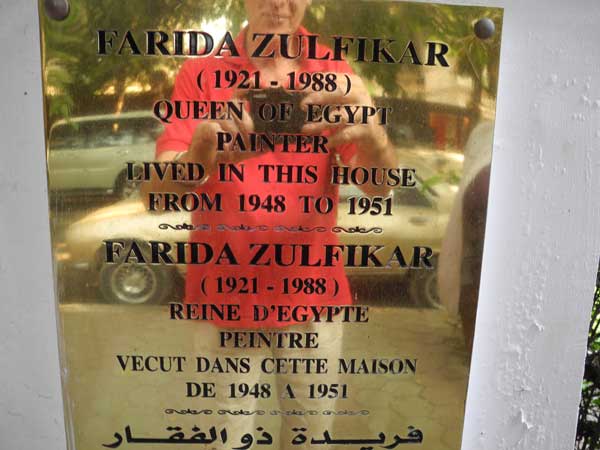 FARIDA ZULFIKAR
( 1921 - 1988 )
QUEEN OF EGYPT
PAINTER
LIVED IN THIS HOUSE
FROM 1948 TO 1951
FARIDA ZULFIKAR
( 1921 - 1988 )
REINE D'EGYPTE
PEINTRE
VECUT DANS CETTE MAISON
DE 1948 A 1951
فريدة ذو الفقار